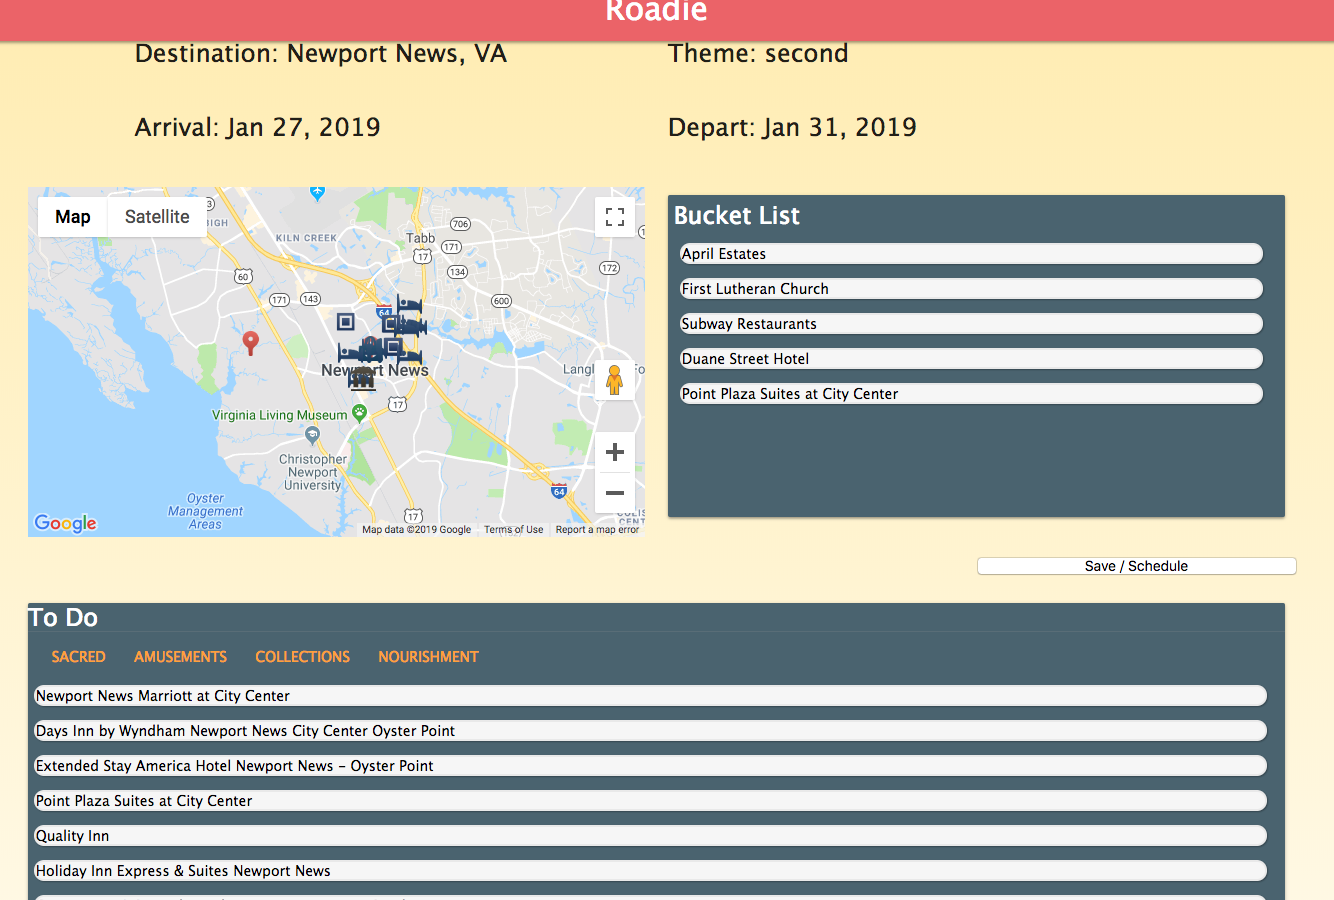 Roadie
Destination: Newport News, VA
Theme: second
Arrival: Jan 27, 2019
Depart: Jan 31, 2019
Map
Satellite
KILN CREEK
Tabb
706
171
17
134
172
60
171
143
600
64
Newport News
Virginia Living Museum
17
Christopher
Newport
University
Oyster
Management
Areas
64
17
Google
Map data ©2019 Google
Terms of Use
Report a map error
Bucket List
April Estates
First Lutheran Church
Subway Restaurants
Duane Street Hotel
Point Plaza Suites at City Center
Save / Schedule
To Do
SACRED
AMUSEMENTS
COLLECTIONS
NOURISHMENT
Newport News Marriott at City Center
Days Inn by Wyndham Newport News City Center Oyster Point
Extended Stay America Hotel Newport News – Oyster Point
Point Plaza Suites at City Center
Quality Inn
Holiday Inn Express & Suites Newport News